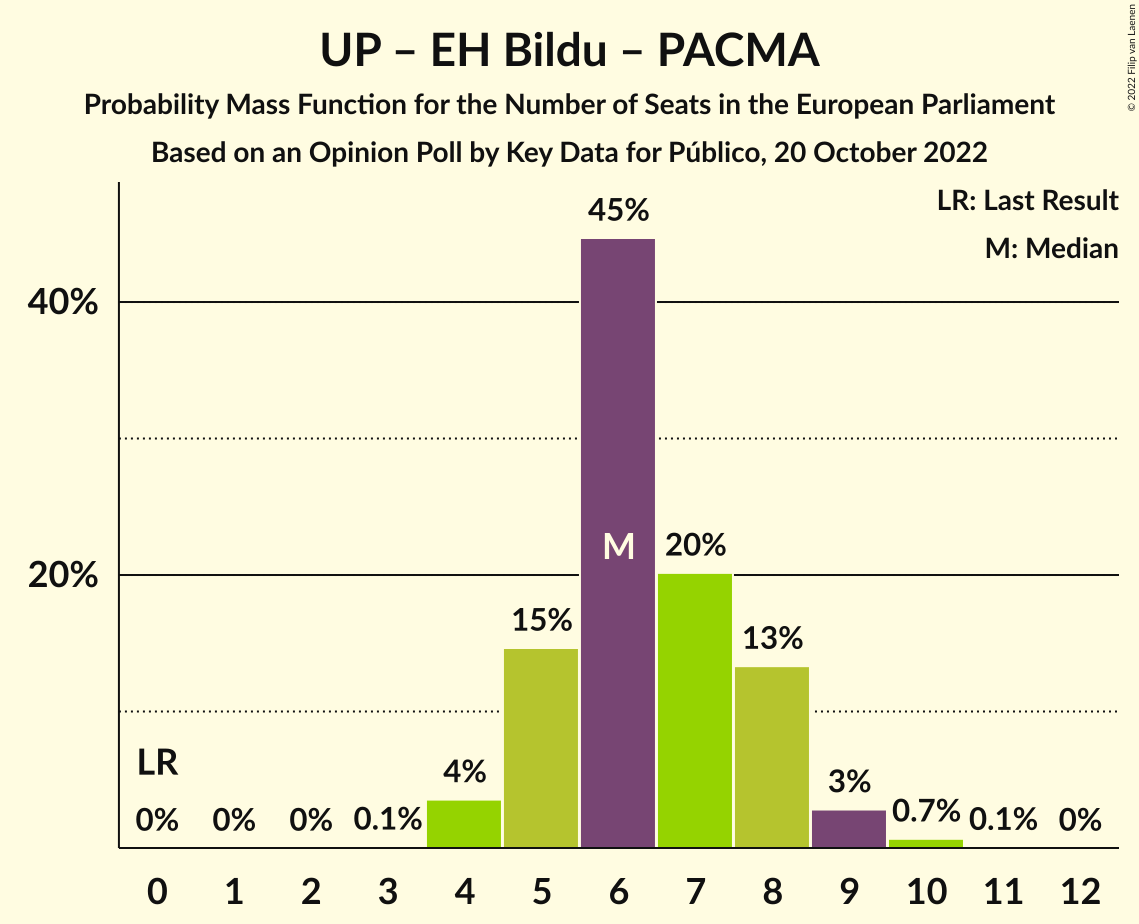 UP – EH Bildu – PACMA
Probability Mass Function for the Number of Seats in the European Parliament
Based on an Opinion Poll by Key Data for Público, 20 October 2022
© 2022 Filip van Laenen
LR: Last Result
M: Median
45%
40%
M
20%
20%
15%
13%
LR
4%
3%
0%
0%
0%
0.1%
0.7%
0.1%
0%
0 1 2 3 4 5 6 7 8 9 10 11 12